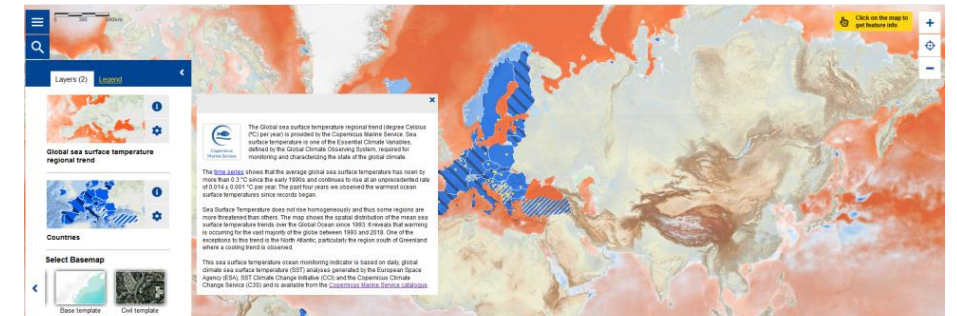 0 300 600km
Click on the map to
get feature info
Layers (2) Legend
Global sea surface temperature
regional trend
Countries
Select Basemap
Base template Civil template
Copernicus
Marine Service
The Global sea surface temperature regional trend (degree Celsius
(°C) per year) is provided by the Copernicus Marine Service. Sea
surface temperature is one of the Essential Climate Variables,
defined by the Global Climate Observing System, required for
monitoring and characterizing the state of the global climate.
The time series shows that the average global sea surface temperature has risen by
more than 0.3 °C since the early 1990s and continues to rise at an unprecedented rate
of 0.014 ± 0.001 °C per year. The past four years we observed the warmest ocean
surface temperatures since records began.
Sea Surface Temperature does not rise homogeneously and thus some regions are
more threatened than others. The map shows the spatial distribution of the mean sea
surface temperature trends over the Global Ocean since 1993. It reveals that warming
is occurring for the vast majority of the globe between 1993 and 2018. One of the
exceptions to this trend is the North Atlantic, particularly the region south of Greenland
where a cooling trend is observed.
This sea surface temperature ocean monitoring indicator is based on daily, global
climate sea surface temperature (SST) analyses generated by the European Space
Agency (ESA), SST Climate Change Initiative (CCI) and the Copernicus Climate
Change Service (C3S) and is available from the Copernicus Marine Service catalogue.